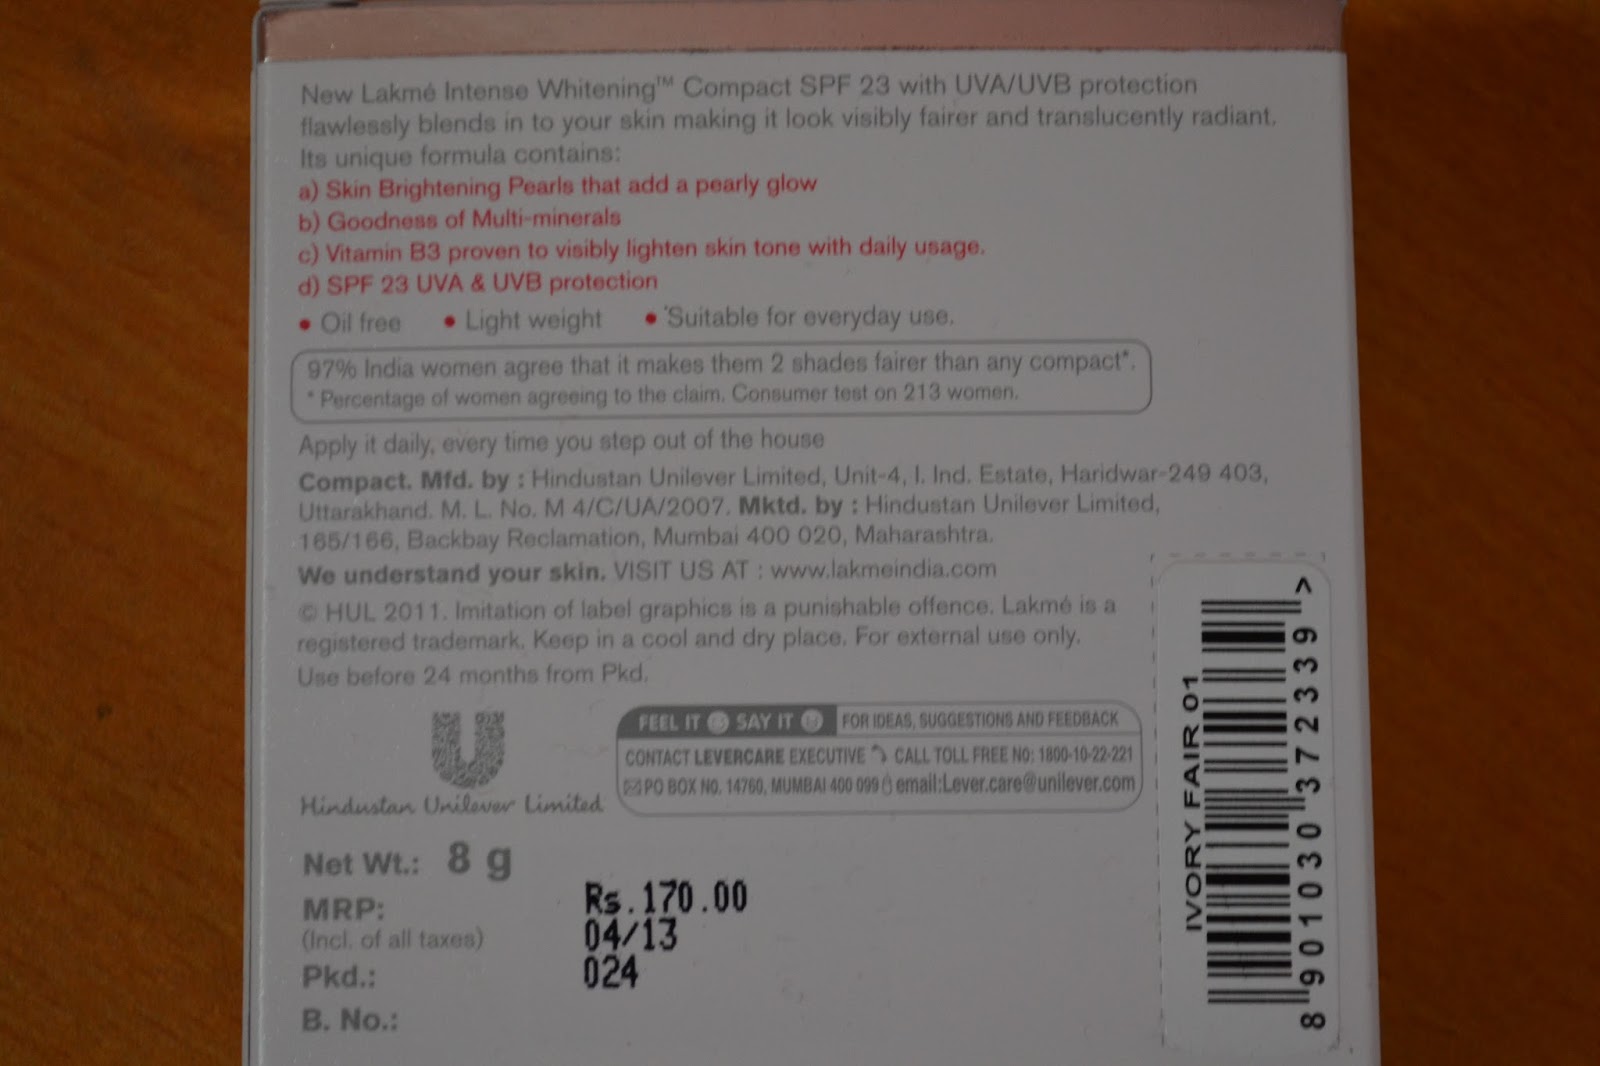 New Lakmé Intense Whitening™ Compact SPF 23 with UVA/UVB protection
flawlessly blends in to your skin making it look visibly fairer and translucently radiant.
Its unique formula contains:
a) Skin Brightening Pearls that add a pearly glow
b) Goodness of Multi-minerals
c) Vitamin B3 proven to visibly lighten skin tone with daily usage.
d) SPF 23 UVA & UVB protection
• Oil free • Light weight • *Suitable for everyday use.
97% India women agree that it makes them 2 shades fairer than any compact*.
* Percentage of women agreeing to the claim. Consumer test on 213 women.
Apply it daily, every time you step out of the house
Compact. Mfd. by : Hindustan Unilever Limited, Unit-4, I. Ind. Estate, Haridwar-249 403,
Uttarakhand. M. L. No. M 4/C/UA/2007. Mktd. by : Hindustan Unilever Limited,
165/166, Backbay Reclamation, Mumbai 400 020, Maharashtra.
We understand your skin. VISIT US AT : www.lakmeindia.com
© HUL 2011. Imitation of label graphics is a punishable offence. Lakmé is a
registered trademark. Keep in a cool and dry place. For external use only.
Use before 24 months from Pkd.
FEEL IT SAY IT FOR IDEAS, SUGGESTIONS AND FEEDBACK
CONTACT LEVERCARE EXECUTIVE CALL TOLL FREE NO: 1800-10-22-221
PO BOX NO. 14760, MUMBAI 400 099 email:Lever.care@unilever.com
Hindustan Unilever Limited
Net Wt.: 8 g
MRP: Rs.170.00
(Incl. of all taxes) 04/13
Pkd.: 024
B. No.:
IVORY FAIR 01
8 901030 372339 >